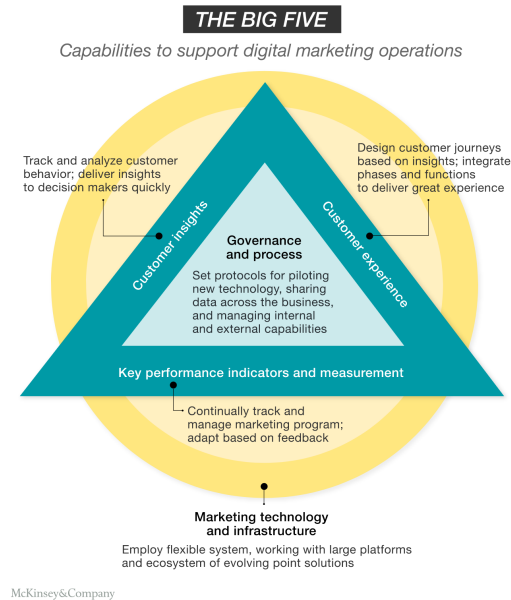 THE BIG FIVE
Capabilities to support digital marketing operations
Track and analyze customer
behavior; deliver insights
to decision makers quickly
Design customer journeys
based on insights; integrate
phases and functions
to deliver great experience
Customer insights
Customer experience
Governance
and process
Set protocols for piloting
new technology, sharing
data across the business,
and managing internal
and external capabilities
Key performance indicators and measurement
Continually track and
manage marketing program;
adapt based on feedback
Marketing technology
and infrastructure
Employ flexible system, working with large platforms
and ecosystem of evolving point solutions
McKinsey&Company